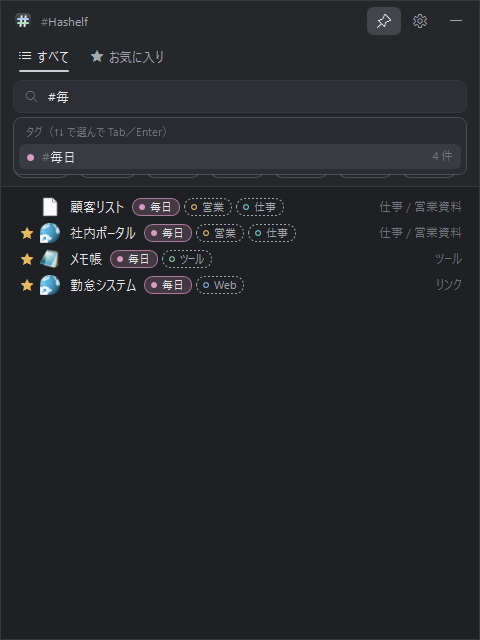 #Hashelf
すべて お気に入り
#毎
タグ（↑↓ で選んで Tab／Enter）
#毎日 4 件
顧客リスト 毎日 営業 仕事 仕事 / 営業資料
社内ポータル 毎日 営業 仕事 仕事 / 営業資料
メモ帳 毎日 ツール ツール
勤怠システム 毎日 Web リンク